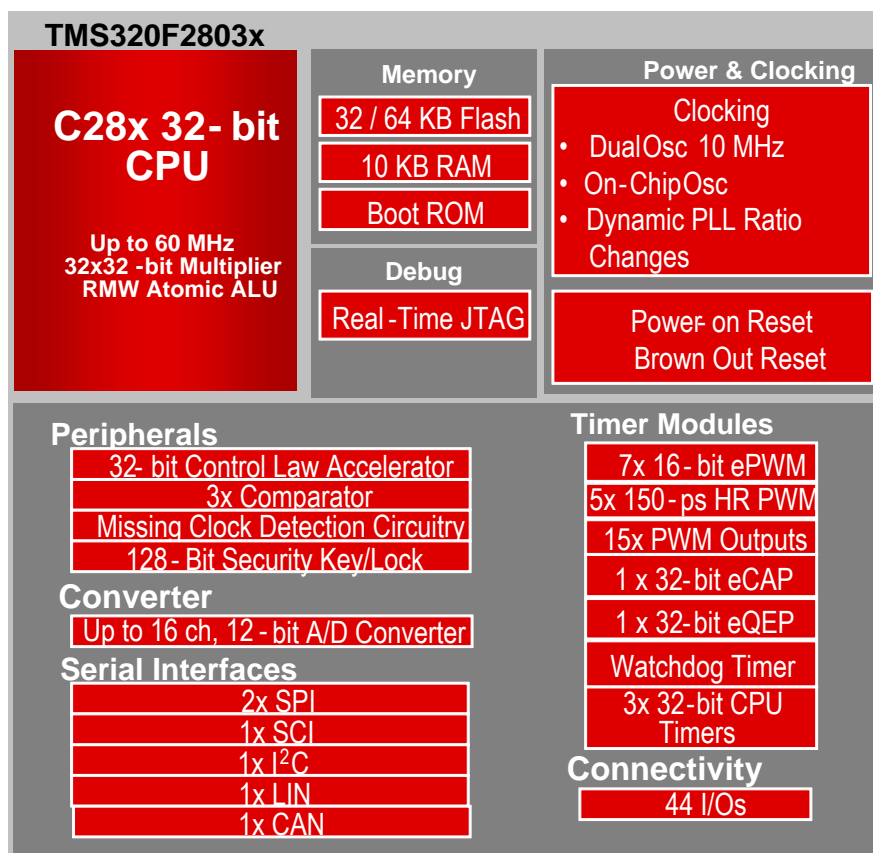 TMS320F2803x
C28x 32- bit
CPU
Up to 60 MHz
32x32 -bit Multiplier
RMW Atomic ALU
Memory
32 / 64 KB Flash
10 KB RAM
Boot ROM
Debug
Real -Time JTAG
Power & Clocking
Clocking
• DualOsc 10 MHz
• On-ChipOsc
• Dynamic PLL Ratio
Changes
Power- on Reset
Brown Out Reset
Peripherals
32- bit Control Law Accelerator
3x Comparator
Missing Clock Detection Circuitry
128- Bit Security Key/Lock
Converter
Up to 16 ch, 12 - bit A/D Converter
Serial Interfaces
2x SPI
1x SCI
1x I²C
1x LIN
1x CAN
Timer Modules
7x 16- bit ePWM
5x 150- ps HR PWM
15x PWM Outputs
1 x 32-bit eCAP
1 x 32-bit eQEP
Watchdog Timer
3x 32-bit CPU
Timers
Connectivity
44 I/Os